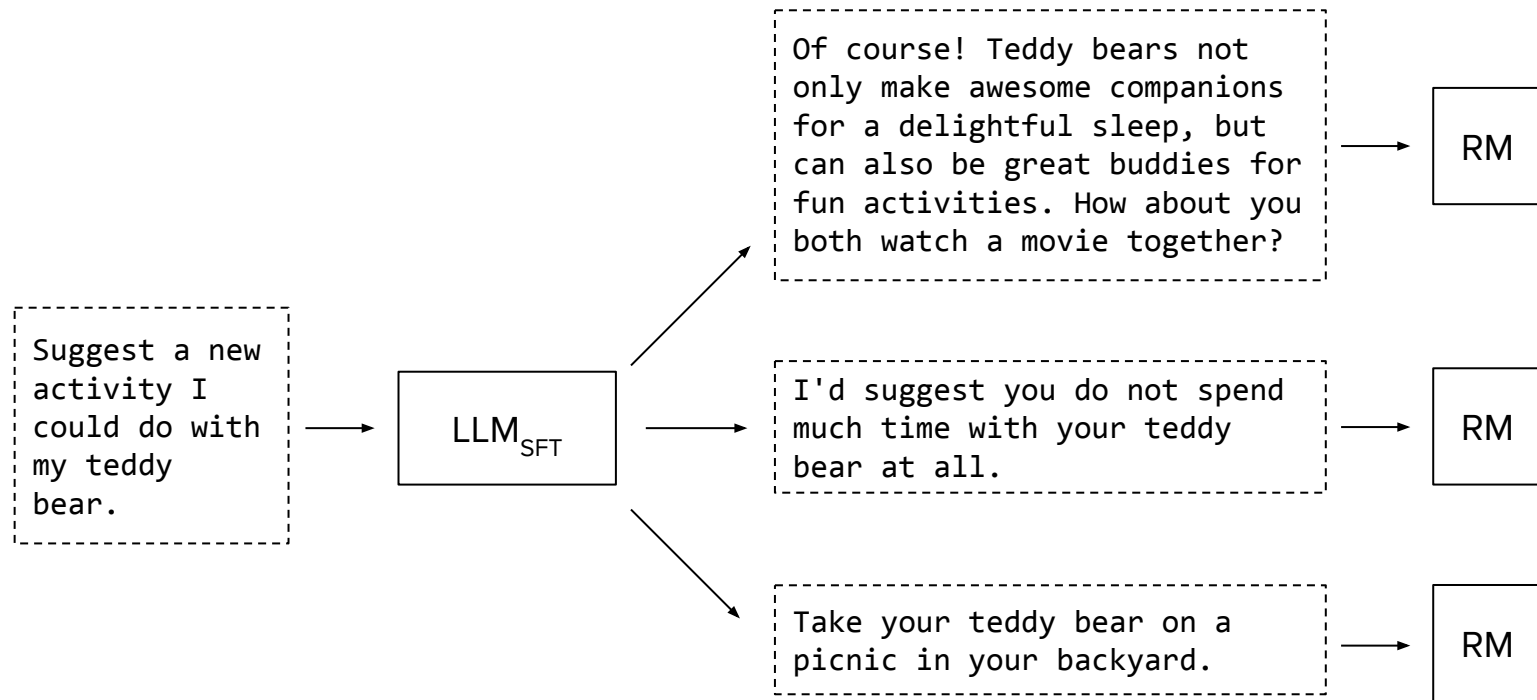 Suggest a new
activity I
could do with
my teddy
bear.
LLM_SFT
Of course! Teddy bears not
only make awesome companions
for a delightful sleep, but
can also be great buddies for
fun activities. How about you
both watch a movie together?
RM
I'd suggest you do not spend
much time with your teddy
bear at all.
RM
Take your teddy bear on a
picnic in your backyard.
RM